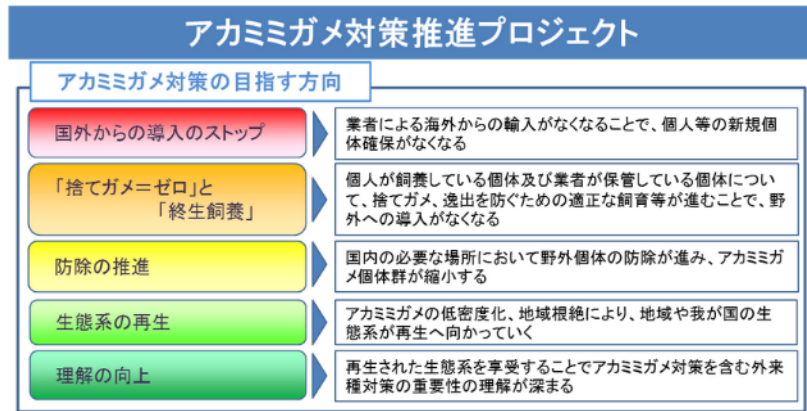 アカミミガメ対策推進プロジェクト
アカミミガメ対策の目指す方向
国外からの導入のストップ
業者による海外からの輸入がなくなることで、個人等の新規個
体確保がなくなる
「捨てガメ=ゼロ」と
「終生飼養」
個人が飼養している個体及び業者が保管している個体につい
て、捨てガメ、逸出を防ぐための適正な飼育等が進むことで、野
外への導入がなくなる
防除の推進
国内の必要な場所において野外個体の防除が進み、アカミミガメ
個体群が縮小する
生態系の再生
アカミミガメの低密度化、地域根絶により、地域や我が国の生
態系が再生へ向かっていく
理解の向上
再生された生態系を享受することでアカミミガメ対策を含む外来
種対策の重要性の理解が深まる